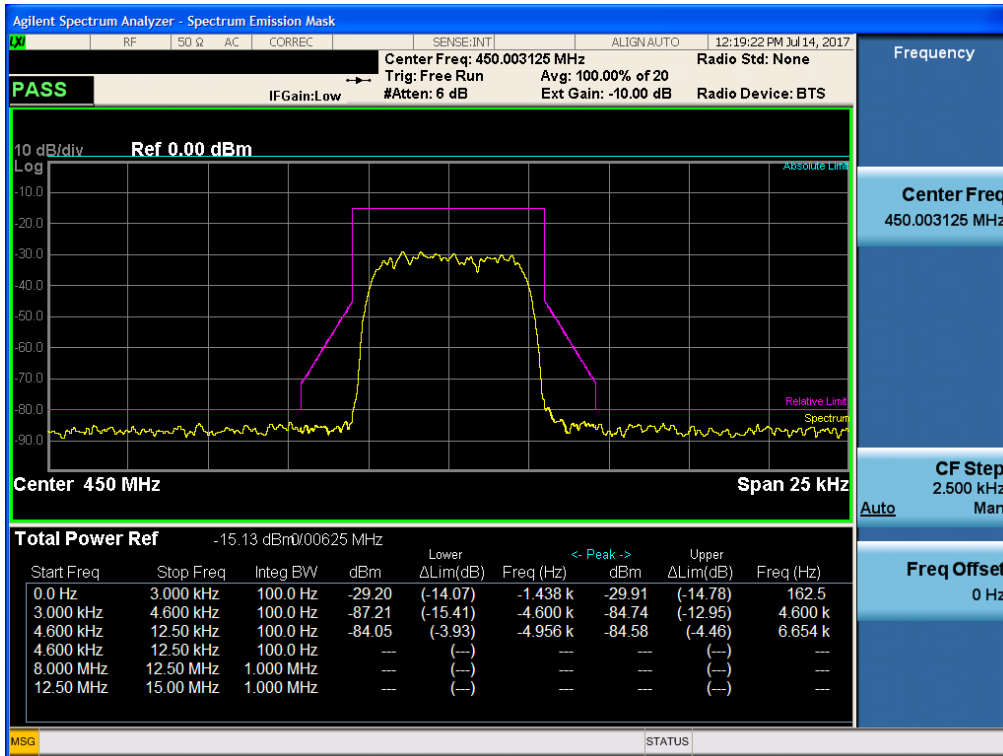 Agilent Spectrum Analyzer - Spectrum Emission Mask
LXI RF 50 Ω AC CORREC SENSE:INT ALIGN AUTO 12:19:22 PM Jul 14, 2017
Center Freq: 450.003125 MHz Radio Std: None
Trig: Free Run Avg: 100.00% of 20
PASS IFGain:Low #Atten: 6 dB Ext Gain: -10.00 dB Radio Device: BTS
Frequency
10 dB/div Ref 0.00 dBm
Log
Absolute Limit
-10.0
-20.0
-30.0
-40.0
-50.0
-60.0
-70.0
-80.0
-90.0
Relative Limit
Spectrum
Center 450 MHz Span 25 kHz
Center Freq
450.003125 MHz
CF Step
2.500 kHz
Auto Man
Freq Offset
0 Hz
Total Power Ref -15.13 dBm/0.00625 MHz
Lower <- Peak -> Upper
Start Freq Stop Freq Integ BW dBm ΔLim(dB) Freq (Hz) dBm ΔLim(dB) Freq (Hz)
0.0 Hz 3.000 kHz 100.0 Hz -29.20 (-14.07) -1.438 k -29.91 (-14.78) 162.5
3.000 kHz 4.600 kHz 100.0 Hz -87.21 (-15.41) -4.600 k -84.74 (-12.95) 4.600 k
4.600 kHz 12.50 kHz 100.0 Hz -84.05 (-3.93) -4.956 k -84.58 (-4.46) 6.654 k
4.600 kHz 12.50 kHz 100.0 Hz --- (---) --- --- (---) ---
8.000 MHz 12.50 MHz 1.000 MHz --- (---) --- --- (---) ---
12.50 MHz 15.00 MHz 1.000 MHz --- (---) --- --- (---) ---
MSG STATUS